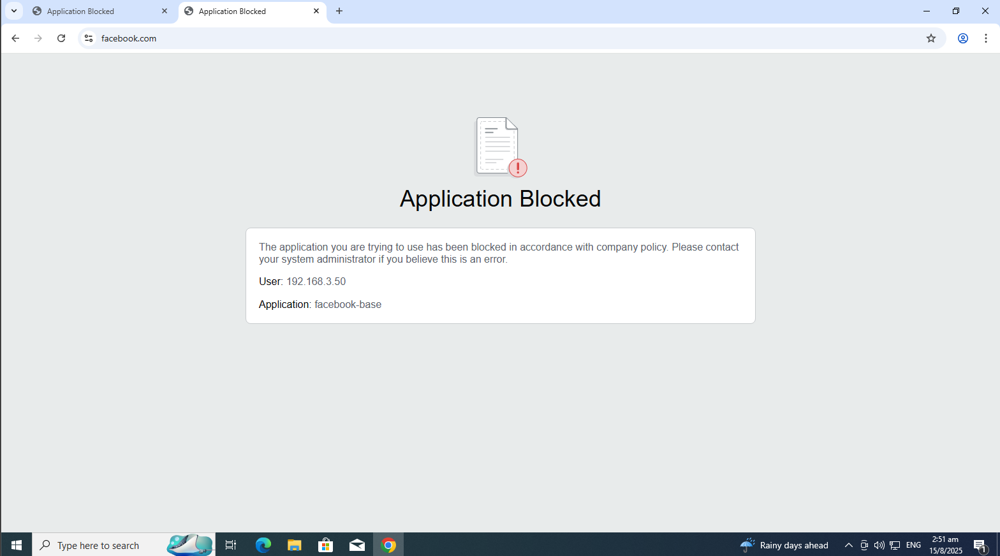 Application Blocked
Application Blocked
facebook.com
Application Blocked
The application you are trying to use has been blocked in accordance with company policy. Please contact
your system administrator if you believe this is an error.
User: 192.168.3.50
Application: facebook-base
Type here to search
Rainy days ahead
ENG
2:51 am
15/8/2025
1